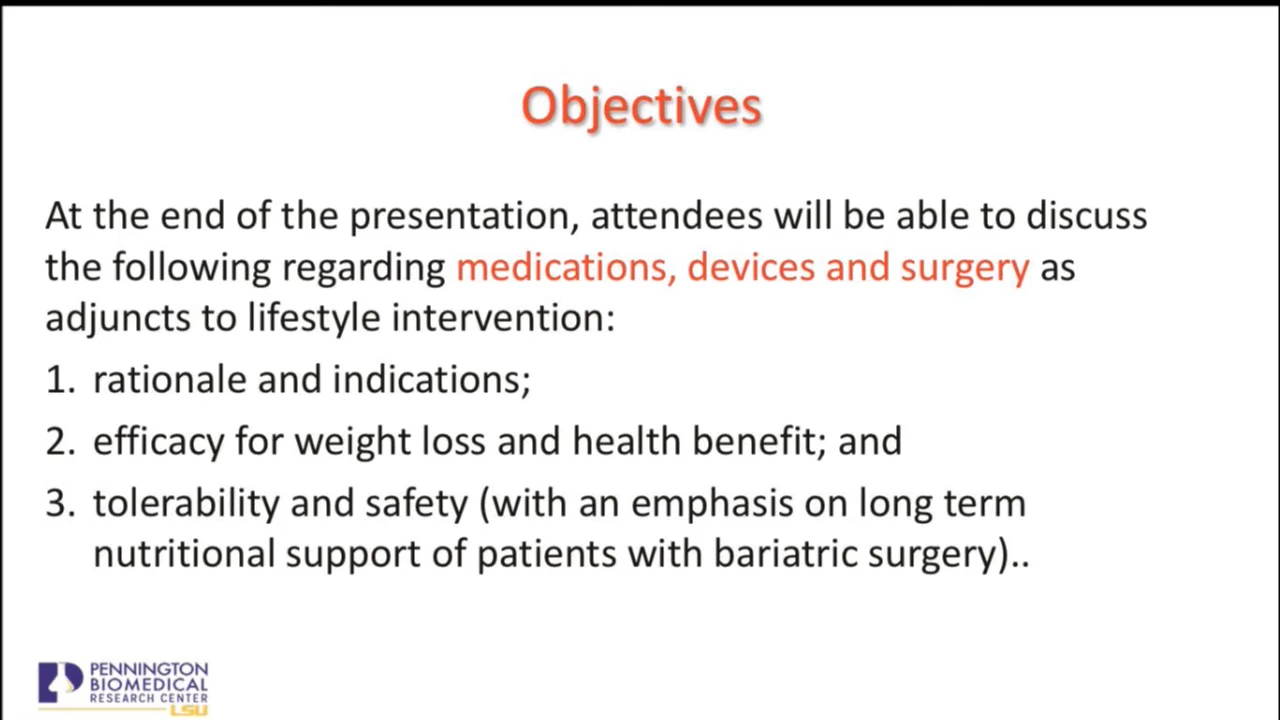 Objectives
At the end of the presentation, attendees will be able to discuss
the following regarding medications, devices and surgery as
adjuncts to lifestyle intervention:
1. rationale and indications;
2. efficacy for weight loss and health benefit; and
3. tolerability and safety (with an emphasis on long term
nutritional support of patients with bariatric surgery)..
PENNINGTON
BIOMEDICAL
RESEARCH CENTER
LSU